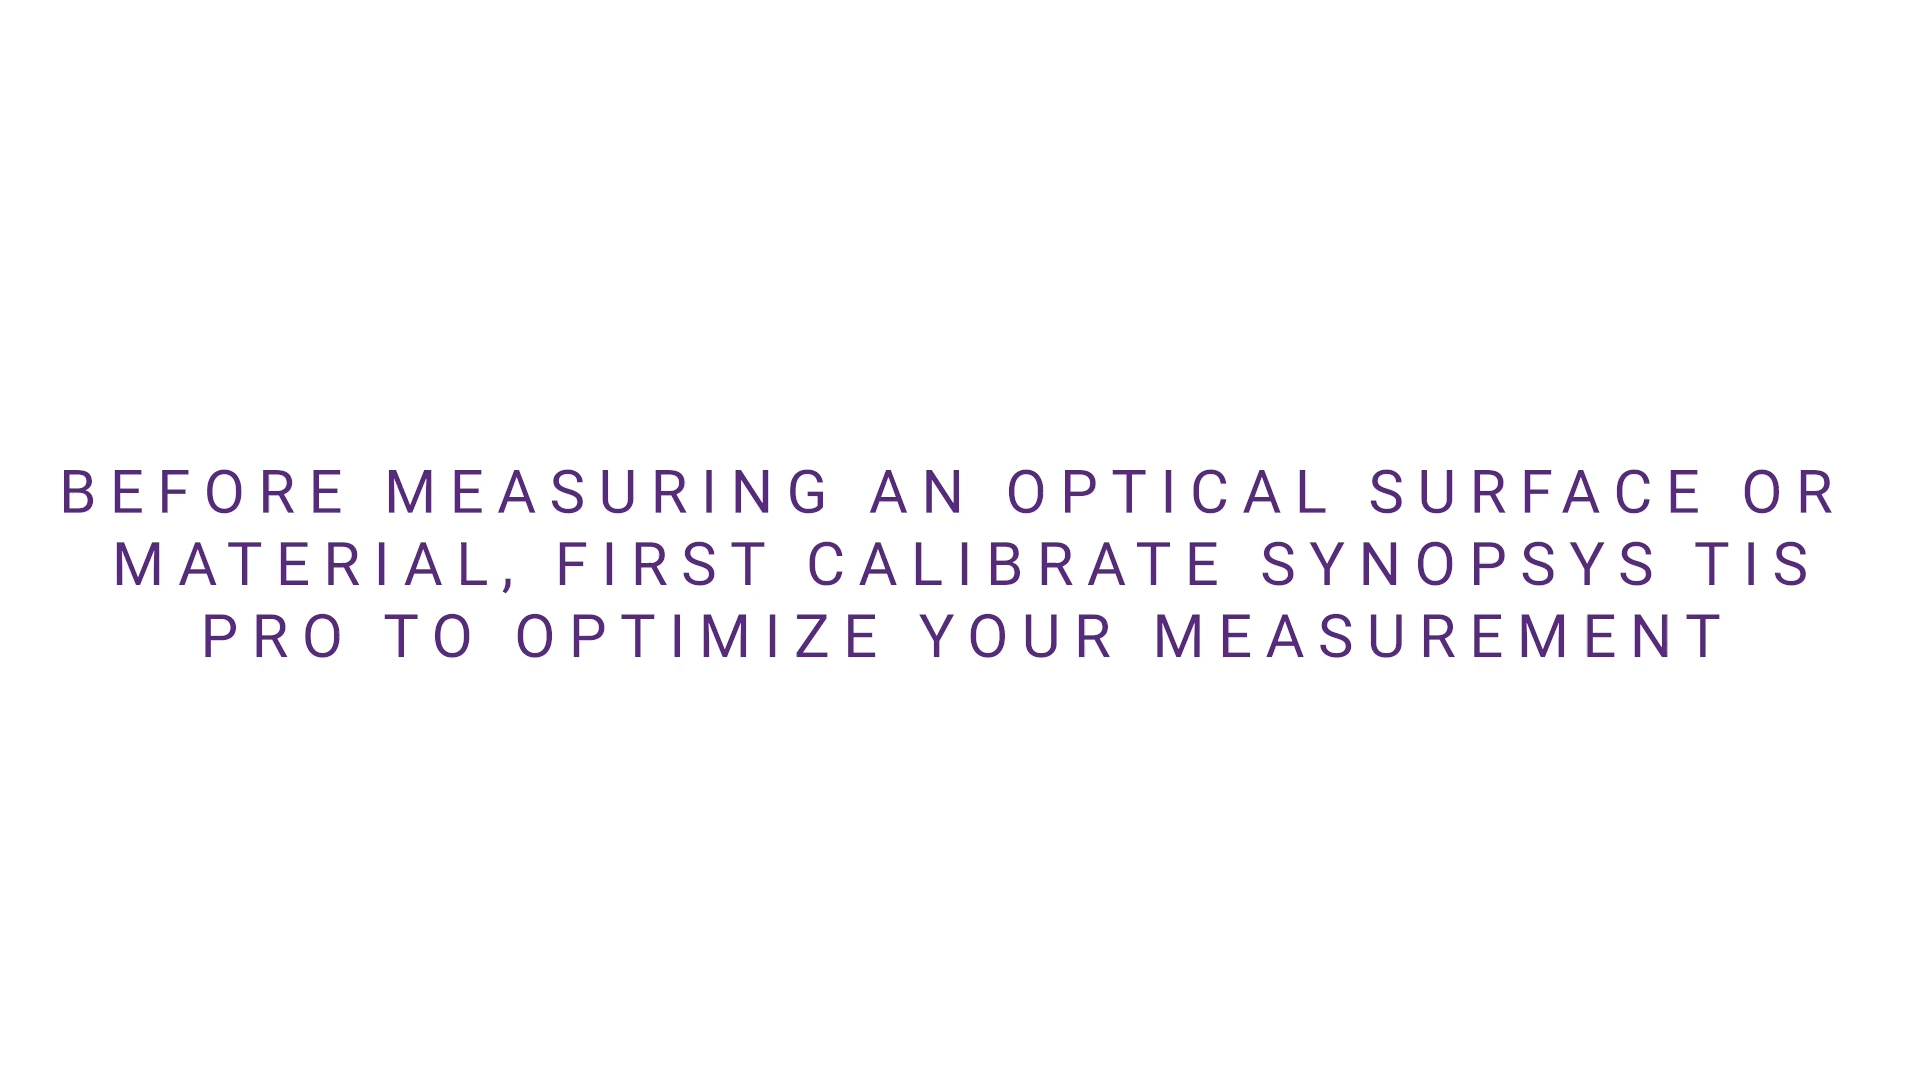 BEFORE MEASURING AN OPTICAL SURFACE OR
MATERIAL, FIRST CALIBRATE SYNOPSYS TIS
PRO TO OPTIMIZE YOUR MEASUREMENT